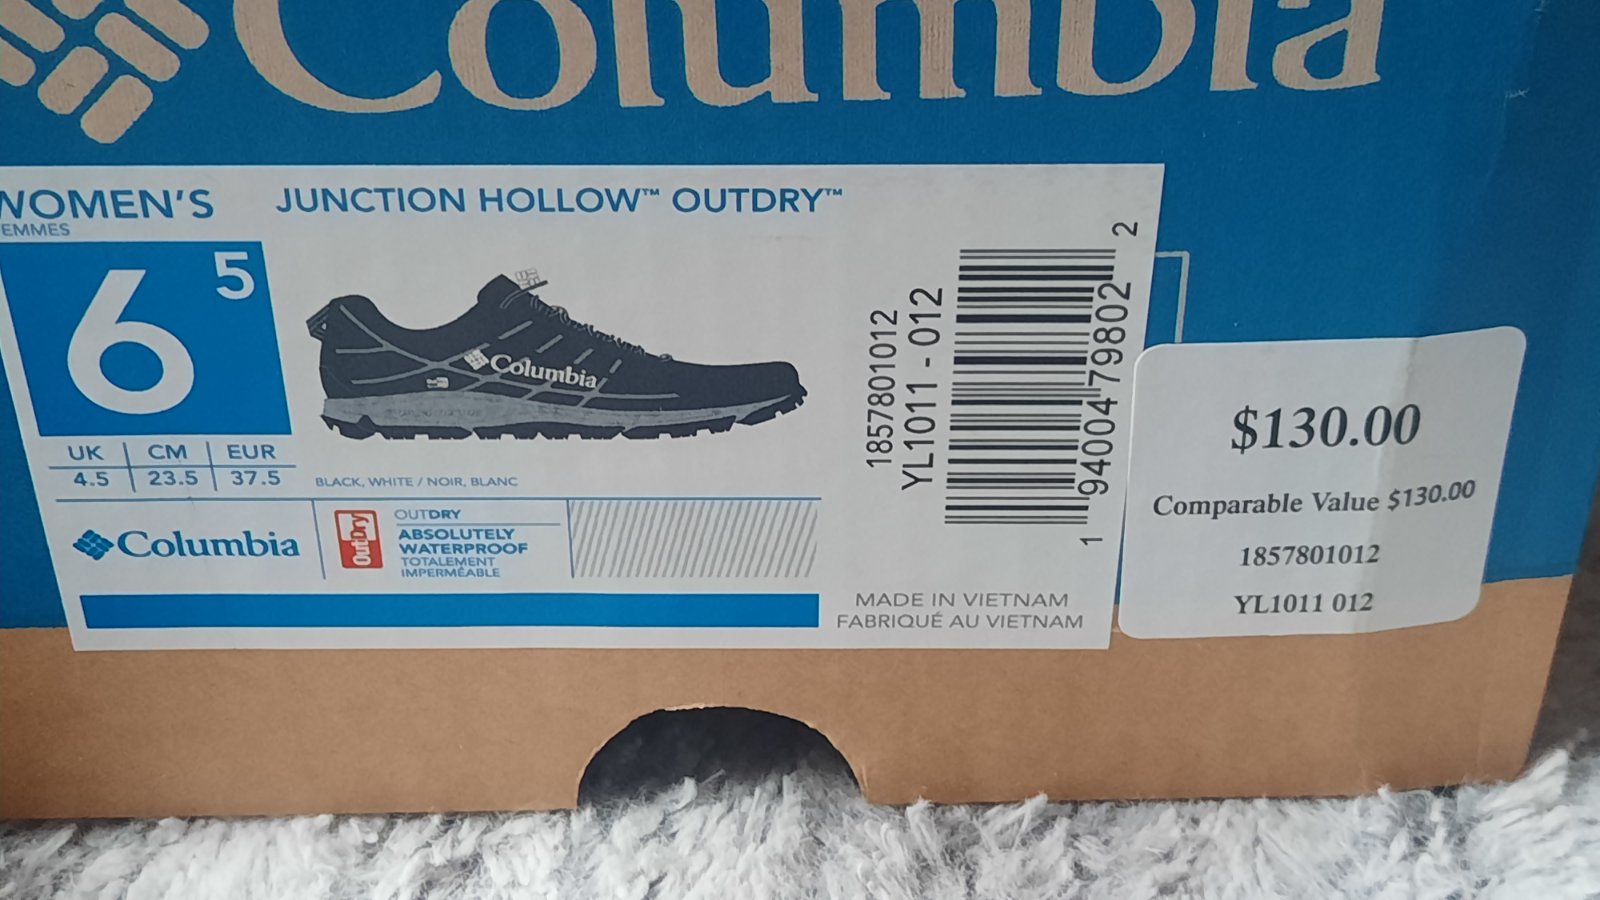 Columbia
WOMEN'S
EMMES
JUNCTION HOLLOW™ OUTDRY™
6 5
Columbia
UK CM EUR
4.5 23.5 37.5
BLACK, WHITE / NOIR, BLANC
Columbia
OutDry
OUTDRY
ABSOLUTELY
WATERPROOF
TOTALEMENT
IMPERMÉABLE
1857801012
YL1011 - 012
1 94004 79802 2
MADE IN VIETNAM
FABRIQUÉ AU VIETNAM
$130.00
Comparable Value $130.00
1857801012
YL1011 012